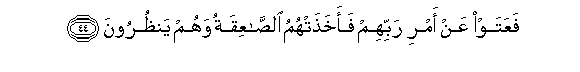 فَعَتَوۡا۟ عَنۡ أَمۡرِ رَبِّهِمۡ فَأَخَذَتۡهُمُ ٱلصَّـٰعِقَةُ وَهُمۡ يَنظُرُونَ ﴿٤٤﴾